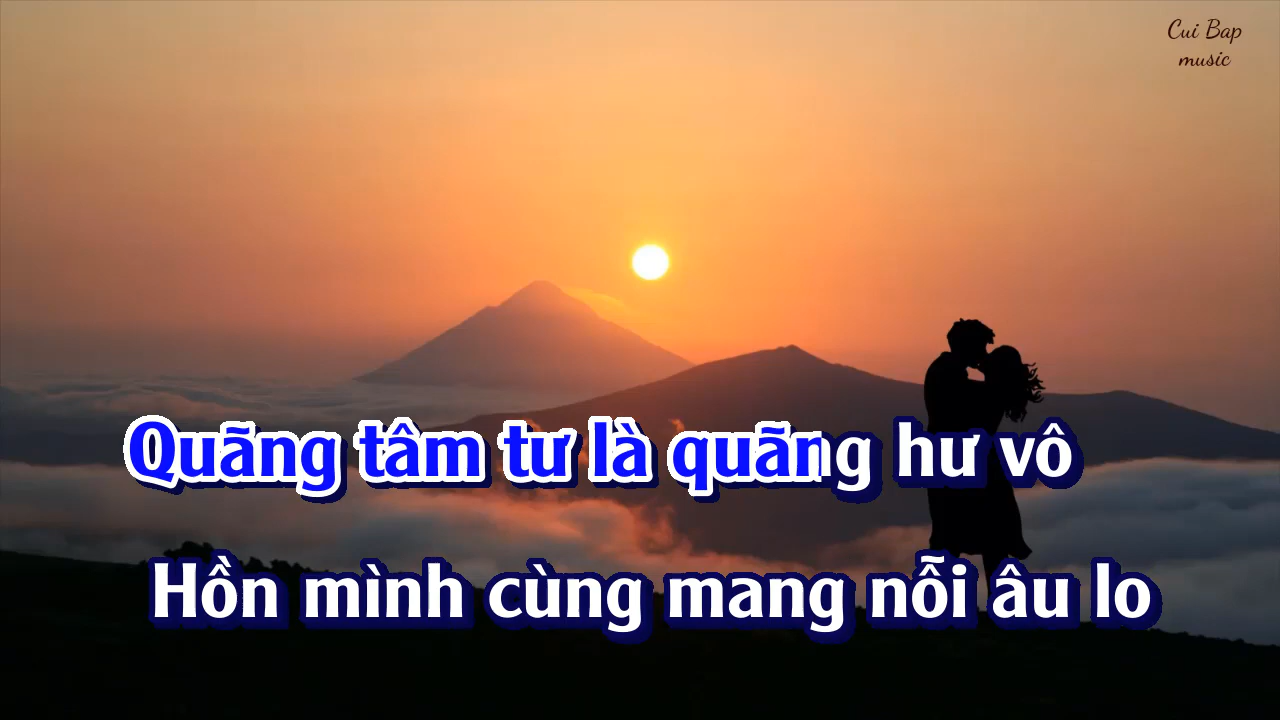 Cui Bap
music
Quãng tâm tư là quãng hư vô
Hồn mình cùng mang nỗi âu lo